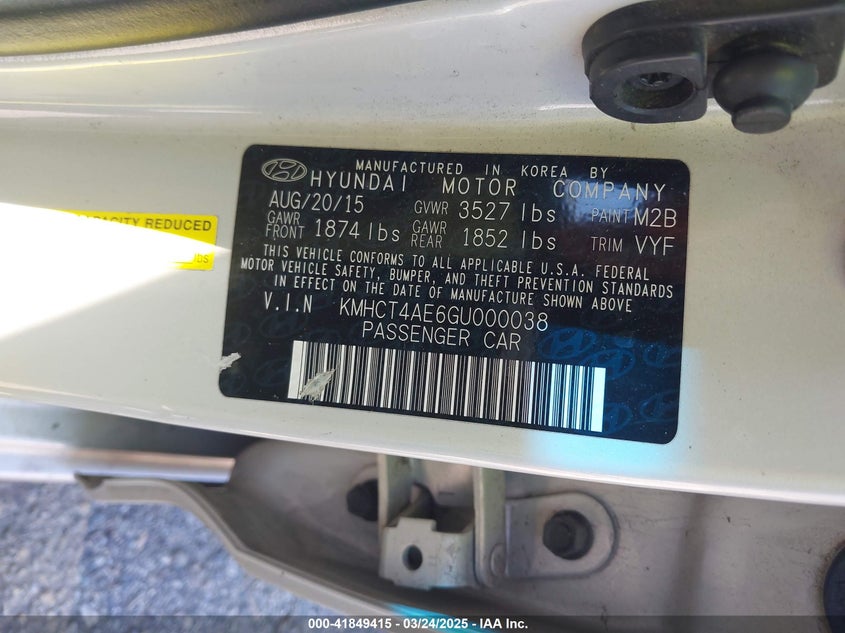 MANUFACTURED IN KOREA BY
HYUNDAI MOTOR COMPANY
AUG/20/15 GVWR 3527 lbs PAINT M2B
GAWR FRONT 1874 lbs GAWR REAR 1852 lbs TRIM VYF
THIS VEHICLE CONFORMS TO ALL APPLICABLE U.S.A. FEDERAL
MOTOR VEHICLE SAFETY, BUMPER, AND THEFT PREVENTION STANDARDS
IN EFFECT ON THE DATE OF MANUFACTURE SHOWN ABOVE
V.I.N KMHCT4AE6GU000038
PASSENGER CAR
REDUCED
lbs
000-41849415 - 03/24/2025 - IAA Inc.